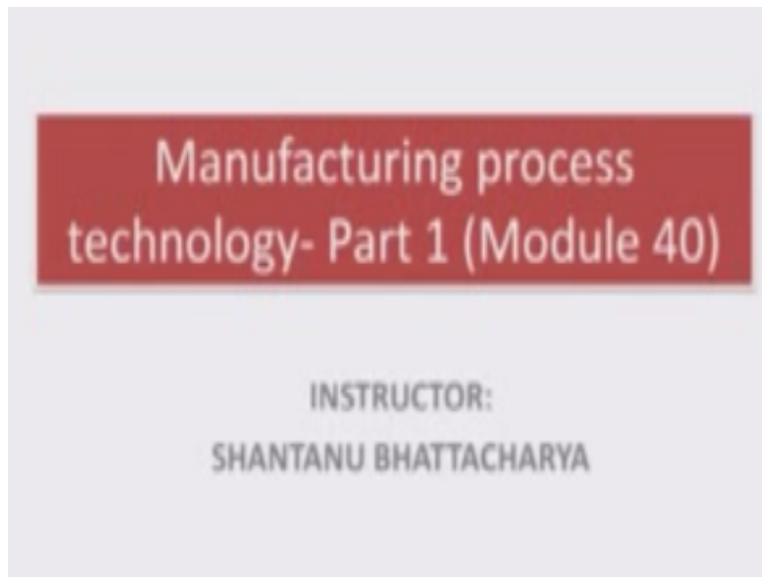 Manufacturing process
technology- Part 1 (Module 40)
INSTRUCTOR:
SHANTANU BHATTACHARYA